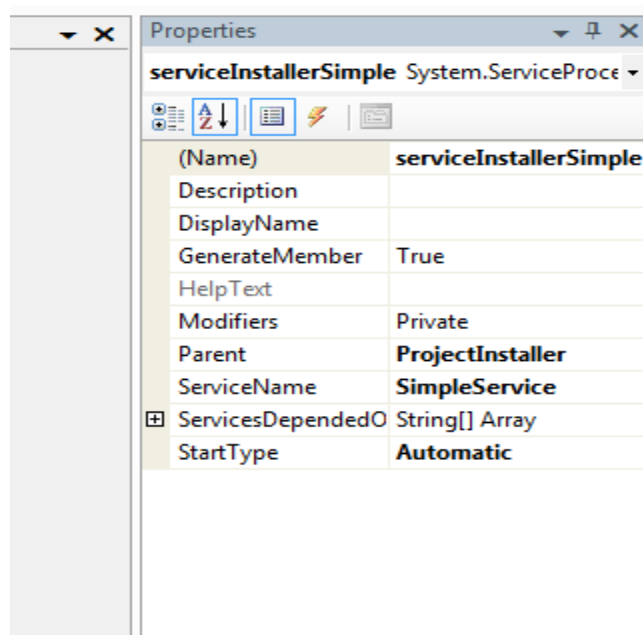 Properties
serviceInstallerSimple System.ServiceProce
(Name) serviceInstallerSimple
Description
DisplayName
GenerateMember True
HelpText
Modifiers Private
Parent ProjectInstaller
ServiceName SimpleService
ServicesDependedO String[] Array
StartType Automatic